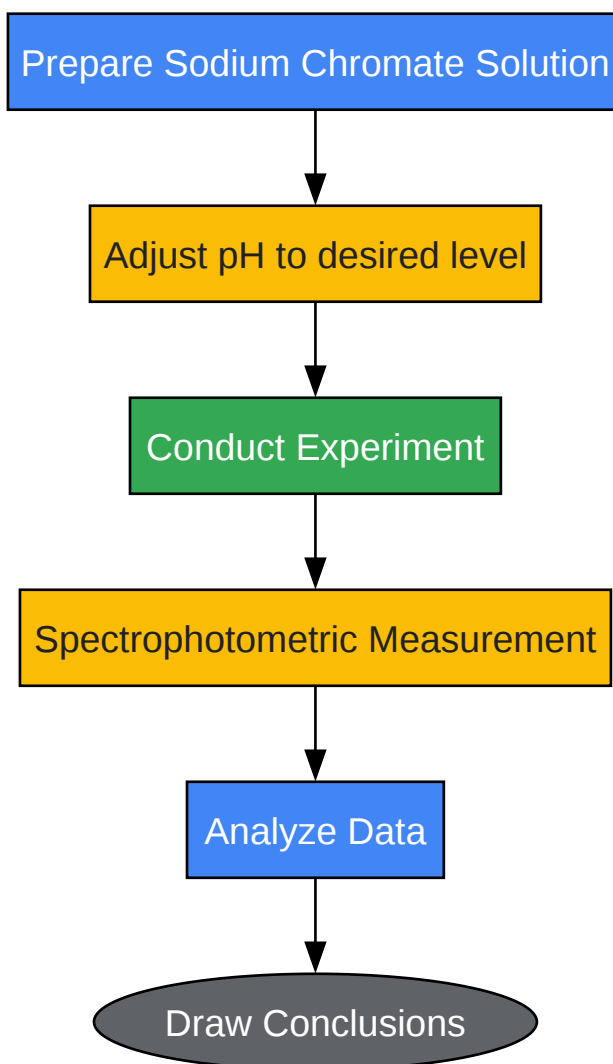 Prepare Sodium Chromate Solution
Adjust pH to desired level
Conduct Experiment
Spectrophotometric Measurement
Analyze Data
Draw Conclusions